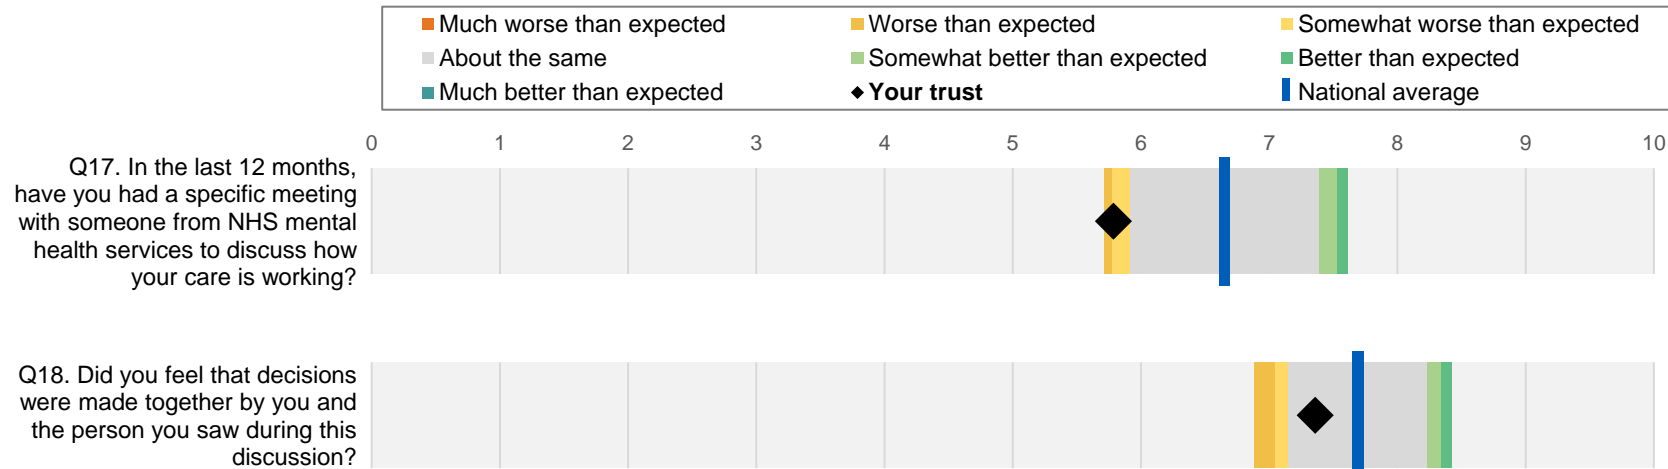 Much worse than expected
Worse than expected
Somewhat worse than expected
About the same
Somewhat better than expected
Better than expected
Much better than expected
Your trust
National average
0 1 2 3 4 5 6 7 8 9 10
Q17. In the last 12 months,
have you had a specific meeting
with someone from NHS mental
health services to discuss how
your care is working?
Q18. Did you feel that decisions
were made together by you and
the person you saw during this
discussion?